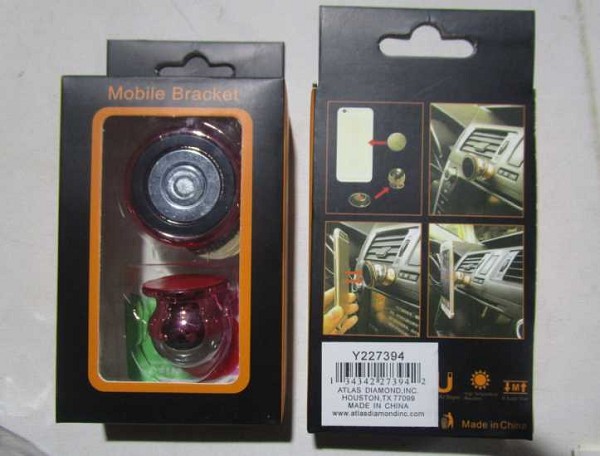 Mobile Bracket
Y227394
1 34342 27394 2
ATLAS DIAMOND, INC.
HOUSTON, TX 77099
MADE IN CHINA
www.atlasdiamondinc.com
Made in China